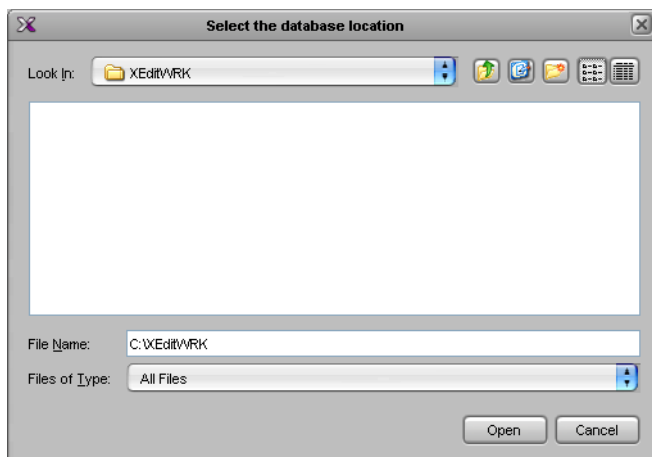 Select the database location
Look In: XEditWRK
File Name: C:\XEditWRK
Files of Type: All Files
Open Cancel